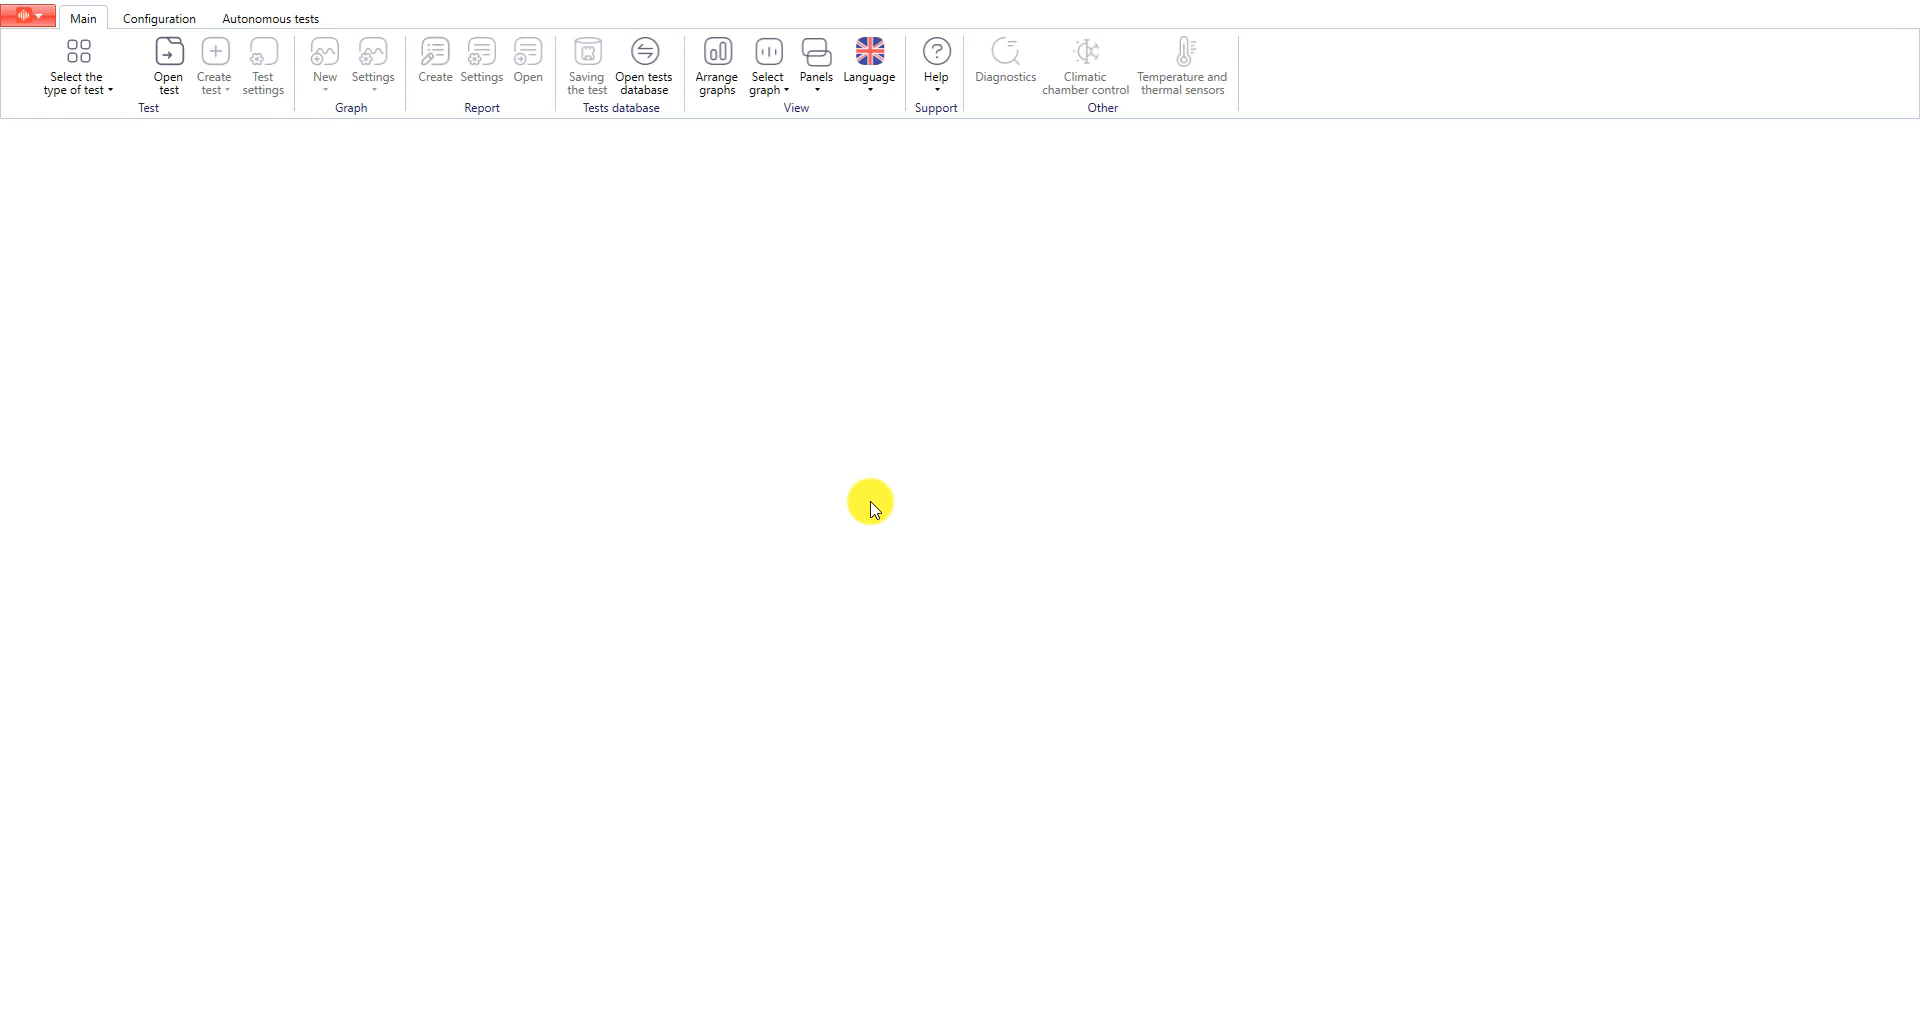 Main Configuration Autonomous tests
Select the type of test
Open test
Create test
Test settings
Test
New
Settings
Graph
Create
Settings
Open
Report
Saving the test
Open tests database
Tests database
Arrange graphs
Select graph
Panels
Language
View
Help
Support
Diagnostics
Climatic chamber control
Temperature and thermal sensors
Other